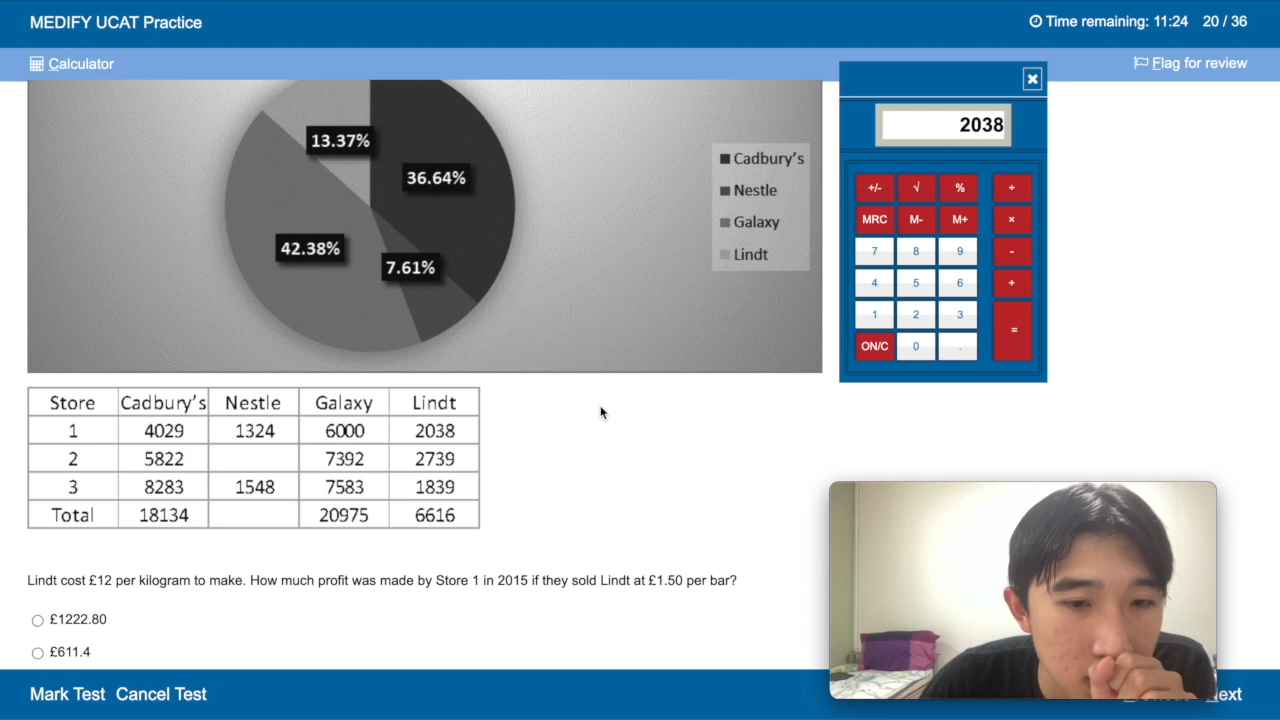 MEDIFY UCAT Practice
Time remaining: 11:24 20 / 36
Calculator
Flag for review
13.37%
36.64%
42.38%
7.61%
Cadbury's
Nestle
Galaxy
Lindt
2038
+/- √ % ÷
MRC M- M+ ×
7 8 9 -
4 5 6 +
1 2 3 =
ON/C 0 .
Store Cadbury's Nestle Galaxy Lindt
1 4029 1324 6000 2038
2 5822 7392 2739
3 8283 1548 7583 1839
Total 18134 20975 6616
Lindt cost £12 per kilogram to make. How much profit was made by Store 1 in 2015 if they sold Lindt at £1.50 per bar?
£1222.80
£611.4
Mark Test Cancel Test